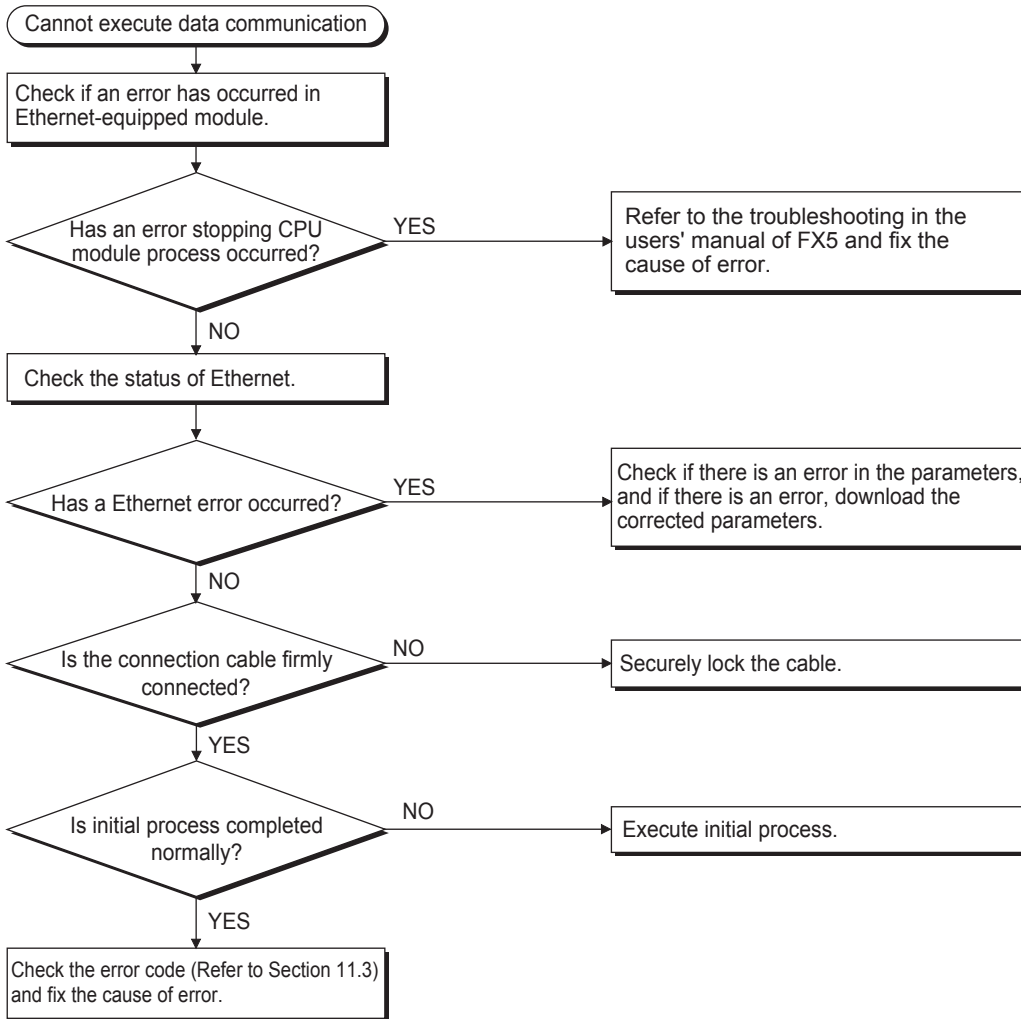 Cannot execute data communication
Check if an error has occurred in
Ethernet-equipped module.
Has an error stopping CPU
module process occurred?
YES
Refer to the troubleshooting in the
users' manual of FX5 and fix the
cause of error.
NO
Check the status of Ethernet.
Has a Ethernet error occurred?
YES
Check if there is an error in the parameters,
and if there is an error, download the
corrected parameters.
NO
Is the connection cable firmly
connected?
NO
Securely lock the cable.
YES
Is initial process completed
normally?
NO
Execute initial process.
YES
Check the error code (Refer to Section 11.3)
and fix the cause of error.